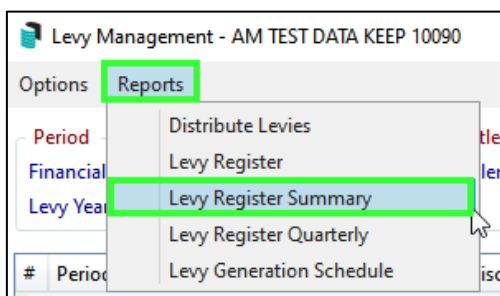 Levy Management - AM TEST DATA KEEP 10090
Options Reports
Period
Distribute Levies
Financial
Levy Register
Levy Year
Levy Register Summary
Levy Register Quarterly
# Period
Levy Generation Schedule